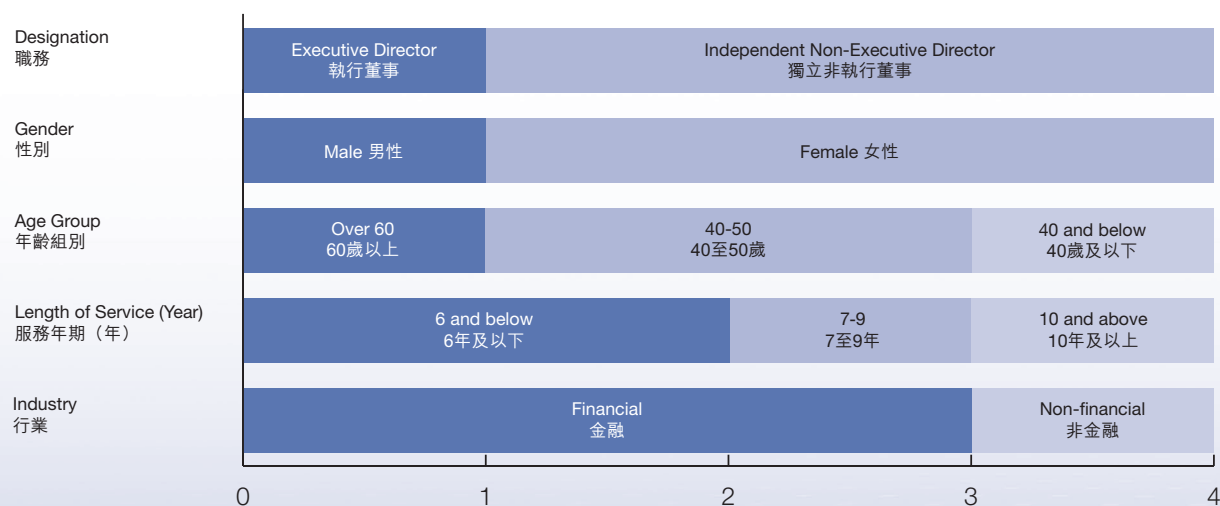 Designation
職務
Executive Director
執行董事
Independent Non-Executive Director
獨立非執行董事
Gender
性別
Male 男性
Female 女性
Age Group
年齡組別
Over 60
60歲以上
40-50
40至50歲
40 and below
40歲及以下
Length of Service (Year)
服務年期（年）
6 and below
6年及以下
7-9
7至9年
10 and above
10年及以上
Industry
行業
Financial
金融
Non-financial
非金融
0 1 2 3 4